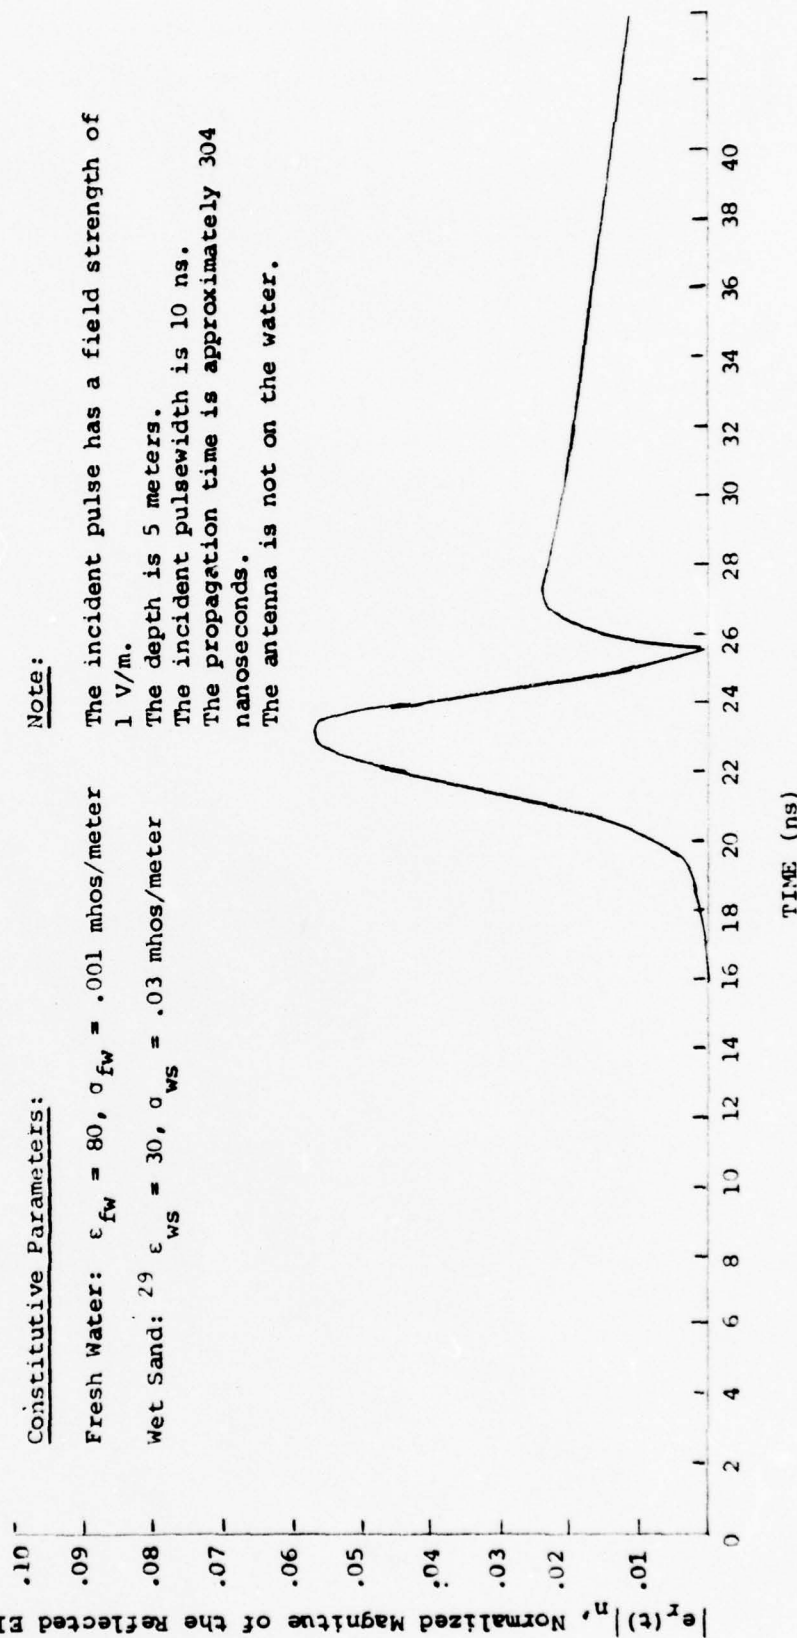 Constitutive Parameters:
Fresh Water: ε_fw = 80, σ_fw = .001 mhos/meter
Wet Sand: 29 ε_ws = 30, σ_ws = .03 mhos/meter
Note:
The incident pulse has a field strength of
1 V/m.
The depth is 5 meters.
The incident pulsewidth is 10 ns.
The propagation time is approximately 304
nanoseconds.
The antenna is not on the water.
|e_r(t)|_n, Normalized Magnitue of the Reflected
.10
.09
.08
.07
.06
.05
.04
.03
.02
.01
0 2 4 6 8 10 12 14 16 18 20 22 24 26 28 30 32 34 36 38 40
TIME (ns)